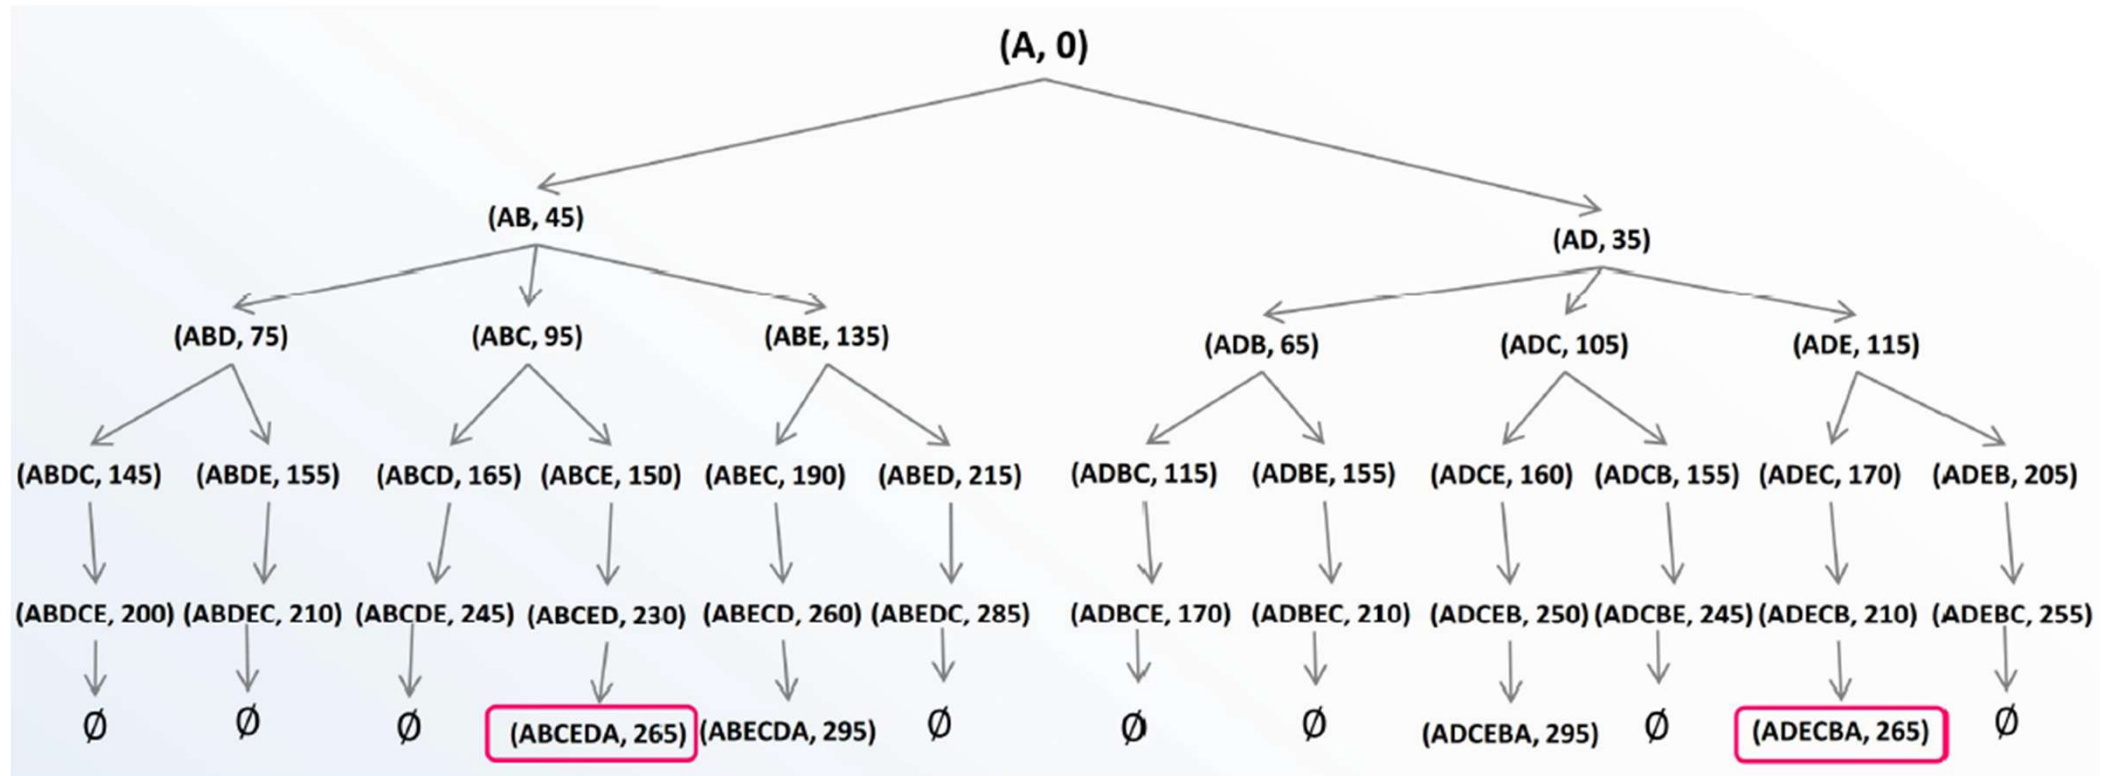 (A, 0)
(AB, 45)
(AD, 35)
(ABD, 75) (ABC, 95) (ABE, 135) (ADB, 65) (ADC, 105) (ADE, 115)
(ABDC, 145) (ABDE, 155) (ABCD, 165) (ABCE, 150) (ABEC, 190) (ABED, 215) (ADBC, 115) (ADBE, 155) (ADCE, 160) (ADCB, 155) (ADEC, 170) (ADEB, 205)
(ABDCE, 200) (ABDEC, 210) (ABCDE, 245) (ABCED, 230) (ABECD, 260) (ABEDC, 285) (ADBCE, 170) (ADBEC, 210) (ADCEB, 250) (ADCBE, 245) (ADECB, 210) (ADEBC, 255)
Ø Ø Ø (ABCEDA, 265) (ABECDA, 295) Ø Ø Ø (ADCEBA, 295) Ø (ADECBA, 265) Ø